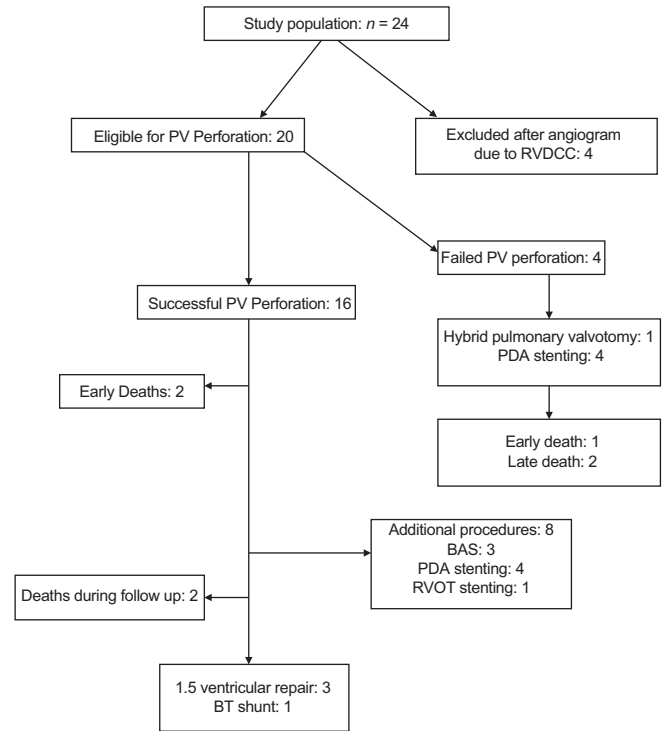 Study population: n = 24
Eligible for PV Perforation: 20
Excluded after angiogram
due to RVDCC: 4
Failed PV perforation: 4
Successful PV Perforation: 16
Hybrid pulmonary valvotomy: 1
PDA stenting: 4
Early Deaths: 2
Early death: 1
Late death: 2
Additional procedures: 8
BAS: 3
PDA stenting: 4
RVOT stenting: 1
Deaths during follow up: 2
1.5 ventricular repair: 3
BT shunt: 1